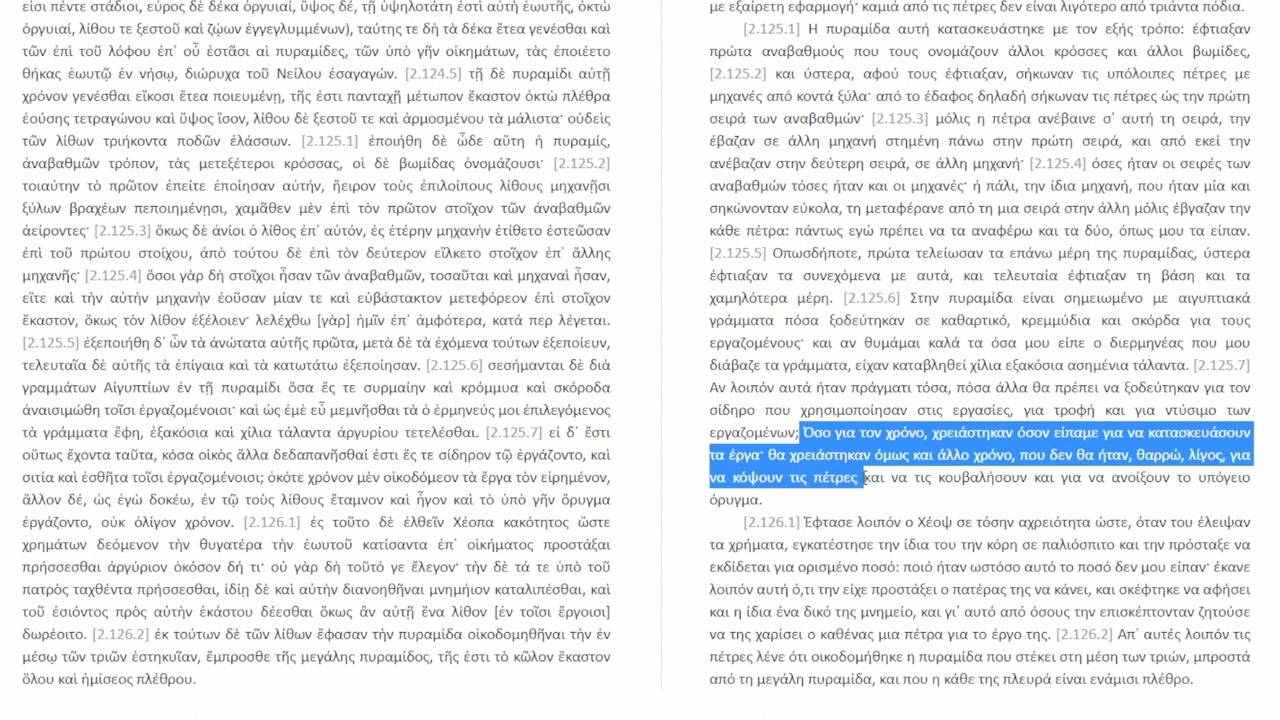 εἰσι πέντε στάδιοι, εὖρος δὲ δέκα ὀργυιαί, ὕψος δέ, τῇ ὑψηλοτάτη ἐστὶ αὐτὴ ἑωυτῆς, ὀκτὼ
ὀργυιαί, λίθου τε ξεστοῦ καὶ ζῴων ἐγγεγλυμμένων), ταύτης τε δὴ τὰ δέκα ἔτεα γενέσθαι καὶ
τῶν ἐπὶ τοῦ λόφου ἐπ᾽ οὗ ἑστᾶσι αἱ πυραμίδες, τῶν ὑπὸ γῆν οἰκημάτων, τὰς ἐποιέετο
θήκας ἑωυτῷ ἐν νήσῳ, διώρυχα τοῦ Νείλου ἐσαγαγών. [2.124.5] τῇ δὲ πυραμίδι αὐτῇ
χρόνον γενέσθαι εἴκοσι ἔτεα ποιευμένῃ, τῆς ἐστι πανταχῇ μέτωπον ἕκαστον ὀκτὼ πλέθρα
ἐούσης τετραγώνου καὶ ὕψος ἴσον, λίθου δὲ ξεστοῦ τε καὶ ἁρμοσμένου τὰ μάλιστα· οὐδεὶς
τῶν λίθων τριήκοντα ποδῶν ἐλάσσων. [2.125.1] ἐποιήθη δὲ ὧδε αὕτη ἡ πυραμίς,
ἀναβαθμῶν τρόπον, τὰς μετεξέτεροι κρόσσας, οἱ δὲ βωμίδας ὀνομάζουσι· [2.125.2]
τοιαύτην τὸ πρῶτον ἐπείτε ἐποίησαν αὐτήν, ἤειρον τοὺς ἐπιλοίπους λίθους μηχανῇσι
ξύλων βραχέων πεποιημένῃσι, χαμᾶθεν μὲν ἐπὶ τὸν πρῶτον στοῖχον τῶν ἀναβαθμῶν
ἀείροντες· [2.125.3] ὅκως δὲ ἀνίοι ὁ λίθος ἐπ᾽ αὐτόν, ἐς ἑτέρην μηχανὴν ἐτίθετο ἑστεῶσαν
ἐπὶ τοῦ πρώτου στοίχου, ἀπὸ τούτου δὲ ἐπὶ τὸν δεύτερον εἵλκετο στοῖχον ἐπ᾽ ἄλλης
μηχανῆς· [2.125.4] ὅσοι γὰρ δὴ στοῖχοι ἦσαν τῶν ἀναβαθμῶν, τοσαῦται καὶ μηχαναὶ ἦσαν,
εἴτε καὶ τὴν αὐτὴν μηχανὴν ἐοῦσαν μίαν τε καὶ εὐβάστακτον μετεφόρεον ἐπὶ στοῖχον
ἕκαστον, ὅκως τὸν λίθον ἐξέλοιεν· λελέχθω [γὰρ] ἡμῖν ἐπ᾽ ἀμφότερα, κατά περ λέγεται.
[2.125.5] ἐξεποιήθη δ᾽ ὦν τὰ ἀνώτατα αὐτῆς πρῶτα, μετὰ δὲ τὰ ἐχόμενα τούτων ἐξεποίευν,
τελευταῖα δὲ αὐτῆς τὰ ἐπίγαια καὶ τὰ κατωτάτω ἐξεποίησαν. [2.125.6] σεσήμανται δὲ διὰ
γραμμάτων Αἰγυπτίων ἐν τῇ πυραμίδι ὅσα ἔς τε συρμαίην καὶ κρόμμυα καὶ σκόροδα
ἀναισιμώθη τοῖσι ἐργαζομένοισι· καὶ ὡς ἐμὲ εὖ μεμνῆσθαι τὰ ὁ ἑρμηνεύς μοι ἐπιλεγόμενος
τὰ γράμματα ἔφη, ἑξακόσια καὶ χίλια τάλαντα ἀργυρίου τετελέσθαι. [2.125.7] εἰ δ᾽ ἔστι
οὕτως ἔχοντα ταῦτα, κόσα οἰκὸς ἄλλα δεδαπανῆσθαί ἐστι ἔς τε σίδηρον τῷ ἐργάζοντο, καὶ
σιτία καὶ ἐσθῆτα τοῖσι ἐργαζομένοισι; ὁκότε χρόνον μὲν οἰκοδόμεον τὰ ἔργα τὸν εἰρημένον,
ἄλλον δέ, ὡς ἐγὼ δοκέω, ἐν τῷ τοὺς λίθους ἔταμνον καὶ ἦγον καὶ τὸ ὑπὸ γῆν ὄρυγμα
ἐργάζοντο, οὐκ ὀλίγον χρόνον. [2.126.1] ἐς τοῦτο δὲ ἐλθεῖν Χέοπα κακότητος ὥστε
χρημάτων δεόμενον τὴν θυγατέρα τὴν ἑωυτοῦ κατίσαντα ἐπ᾽ οἰκήματος προστάξαι
πρήσσεσθαι ἀργύριον ὁκόσον δή τι· οὐ γὰρ δὴ τοῦτό γε ἔλεγον· τὴν δὲ τά τε ὑπὸ τοῦ
πατρὸς ταχθέντα πρήσσεσθαι, ἰδίῃ δὲ καὶ αὐτὴν διανοηθῆναι μνημήιον καταλιπέσθαι, καὶ
τοῦ ἐσιόντος πρὸς αὐτὴν ἑκάστου δέεσθαι ὅκως ἂν αὐτῇ ἕνα λίθον [ἐν τοῖσι ἔργοισι]
δωρέοιτο. [2.126.2] ἐκ τούτων δὲ τῶν λίθων ἔφασαν τὴν πυραμίδα οἰκοδομηθῆναι τὴν ἐν
μέσῳ τῶν τριῶν ἑστηκυῖαν, ἔμπροσθε τῆς μεγάλης πυραμίδος, τῆς ἐστι τὸ κῶλον ἕκαστον
ὅλου καὶ ἡμίσεος πλέθρου.
με εξαίρετη εφαρμογή· καμιά από τις πέτρες δεν είναι λιγότερο από τριάντα πόδια.
[2.125.1] Η πυραμίδα αυτή κατασκευάστηκε με τον εξής τρόπο: έφτιαξαν
πρώτα αναβαθμούς που τους ονομάζουν άλλοι κρόσσες και άλλοι βωμίδες,
[2.125.2] και ύστερα, αφού τους έφτιαξαν, σήκωναν τις υπόλοιπες πέτρες με
μηχανές από κοντά ξύλα· από το έδαφος δηλαδή σήκωναν τις πέτρες ώς την πρώτη
σειρά των αναβαθμών· [2.125.3] μόλις η πέτρα ανέβαινε σ᾽ αυτή τη σειρά, την
έβαζαν σε άλλη μηχανή στημένη πάνω στην πρώτη σειρά, και από εκεί την
ανέβαζαν στην δεύτερη σειρά, σε άλλη μηχανή· [2.125.4] όσες ήταν οι σειρές των
αναβαθμών τόσες ήταν και οι μηχανές· ή πάλι, την ίδια μηχανή, που ήταν μία και
σηκώνονταν εύκολα, τη μεταφέρανε από τη μια σειρά στην άλλη μόλις έβγαζαν την
κάθε πέτρα: πάντως εγώ πρέπει να τα αναφέρω και τα δύο, όπως μου τα είπαν.
[2.125.5] Οπωσδήποτε, πρώτα τελείωσαν τα επάνω μέρη της πυραμίδας, ύστερα
έφτιαξαν τα συνεχόμενα με αυτά, και τελευταία έφτιαξαν τη βάση και τα
χαμηλότερα μέρη. [2.125.6] Στην πυραμίδα είναι σημειωμένο με αιγυπτιακά
γράμματα πόσα ξοδεύτηκαν σε καθαρτικό, κρεμμύδια και σκόρδα για τους
εργαζομένους· και αν θυμάμαι καλά τα όσα μου είπε ο διερμηνέας που μου
διάβαζε τα γράμματα, είχαν καταβληθεί χίλια εξακόσια ασημένια τάλαντα. [2.125.7]
Αν λοιπόν αυτά ήταν πράγματι τόσα, πόσα άλλα θα πρέπει να ξοδεύτηκαν για τον
σίδηρο που χρησιμοποίησαν στις εργασίες, για τροφή και για ντύσιμο των
εργαζομένων; Όσο για τον χρόνο, χρειάστηκαν όσον είπαμε για να κατασκευάσουν
τα έργα· θα χρειάστηκαν όμως και άλλο χρόνο, που δεν θα ήταν, θαρρώ, λίγος, για
να κόψουν τις πέτρες και να τις κουβαλήσουν και για να ανοίξουν το υπόγειο
όρυγμα.
[2.126.1] Έφτασε λοιπόν ο Χέοψ σε τόσην αχρειότητα ώστε, όταν του έλειψαν
τα χρήματα, εγκατέστησε την ίδια του την κόρη σε παλιόσπιτο και την πρόσταξε να
εκδίδεται για ορισμένο ποσό: ποιό ήταν ωστόσο αυτό το ποσό δεν μου είπαν· έκανε
λοιπόν αυτή ό,τι την είχε προστάξει ο πατέρας της να κάνει, και σκέφτηκε να αφήσει
και η ίδια ένα δικό της μνημείο, και γι᾽ αυτό από όσους την επισκέπτονταν ζητούσε
να της χαρίσει ο καθένας μια πέτρα για το έργο της. [2.126.2] Απ᾽ αυτές λοιπόν τις
πέτρες λένε ότι οικοδομήθηκε η πυραμίδα που στέκει στη μέση των τριών, μπροστά
από τη μεγάλη πυραμίδα, και που η κάθε της πλευρά είναι ενάμισι πλέθρο.